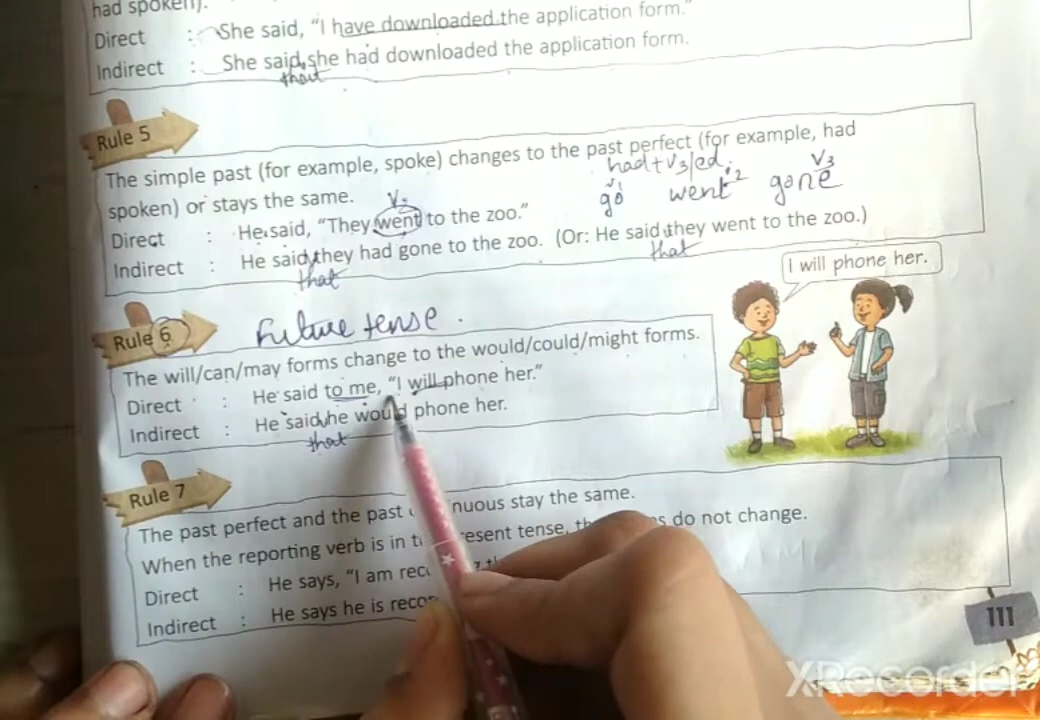 had spoken).
Direct : She said, "I have downloaded the application form."
Indirect : She said, she had downloaded the application form.
that
Rule 5
The simple past (for example, spoke) changes to the past perfect (for example, had
had+V3/ed.
spoken) or stays the same.
V1 V2 V3
go went gone
Direct : He said, "They went to the zoo."
Indirect : He said they had gone to the zoo. (Or: He said they went to the zoo.)
that that
I will phone her.
Rule 6 Future tense.
The will/can/may forms change to the would/could/might forms.
Direct : He said to me, "I will phone her."
Indirect : He said he would phone her.
that
Rule 7
The past perfect and the past nuous stay the same.
When the reporting verb is in esent tense, do not change.
Direct : He says, "I am rec
Indirect : He says he is recor
111
XRecorder